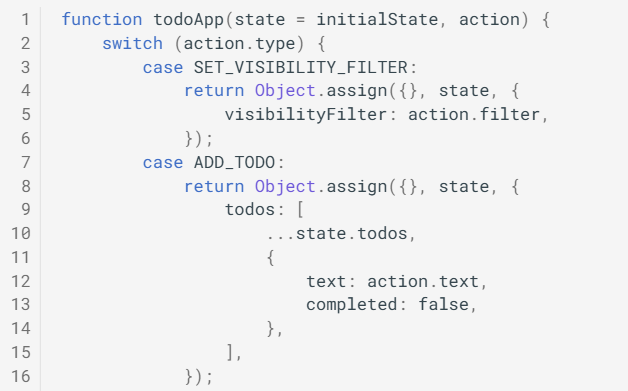 1 function todoApp(state = initialState, action) {
2     switch (action.type) {
3         case SET_VISIBILITY_FILTER:
4             return Object.assign({}, state, {
5                 visibilityFilter: action.filter,
6             });
7         case ADD_TODO:
8             return Object.assign({}, state, {
9                 todos: [
10                     ...state.todos,
11                     {
12                         text: action.text,
13                         completed: false,
14                     },
15                 ],
16             });